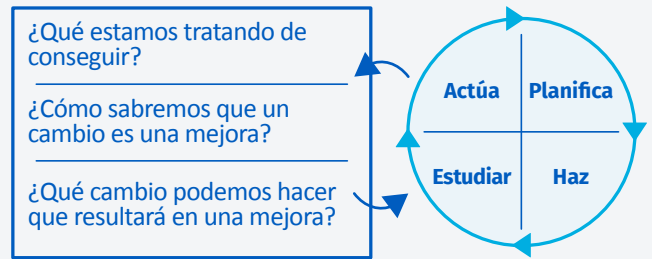 ¿Qué estamos tratando de
conseguir?
¿Cómo sabremos que un
cambio es una mejora?
¿Qué cambio podemos hacer
que resultará en una mejora?
Actúa
Planifica
Estudiar
Haz